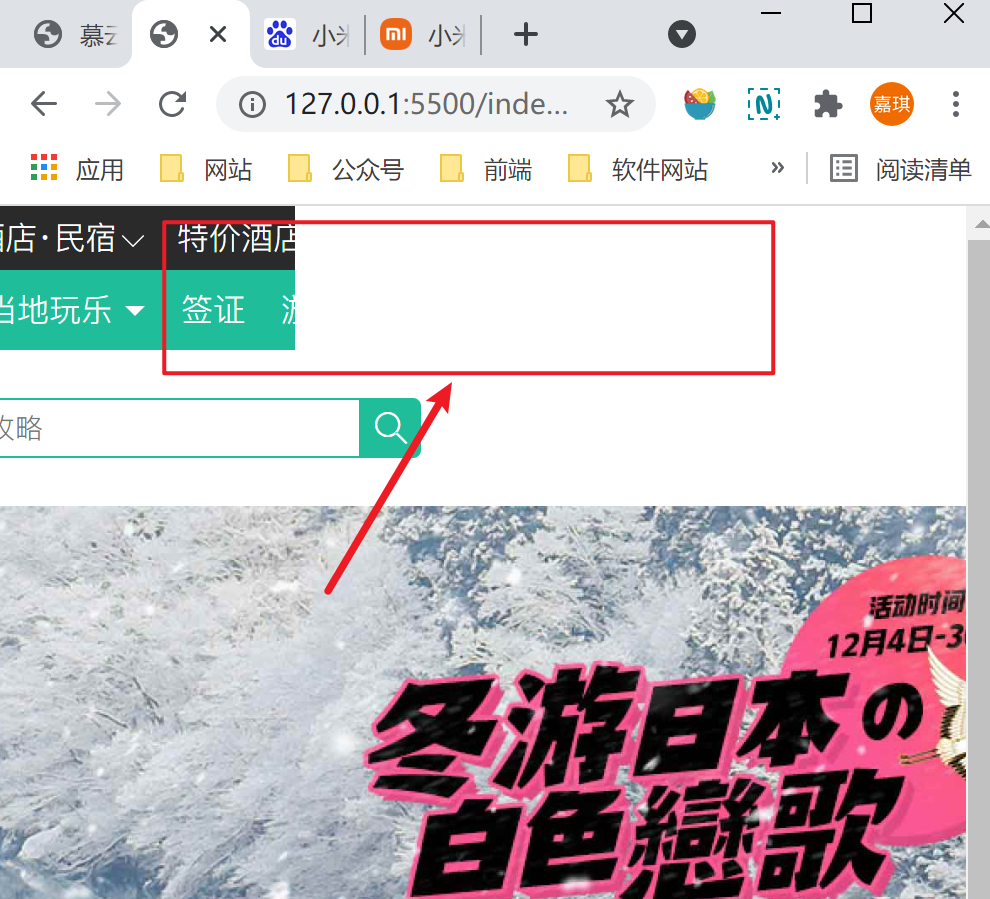 慕云
小米
小米
127.0.0.1:5500/inde...
嘉琪
应用 网站 公众号 前端 软件网站 » 阅读清单
酒店·民宿 特价酒店
当地玩乐 签证 游
攻略
活动时间
12月4日-3
冬游日本の
白色戀歌